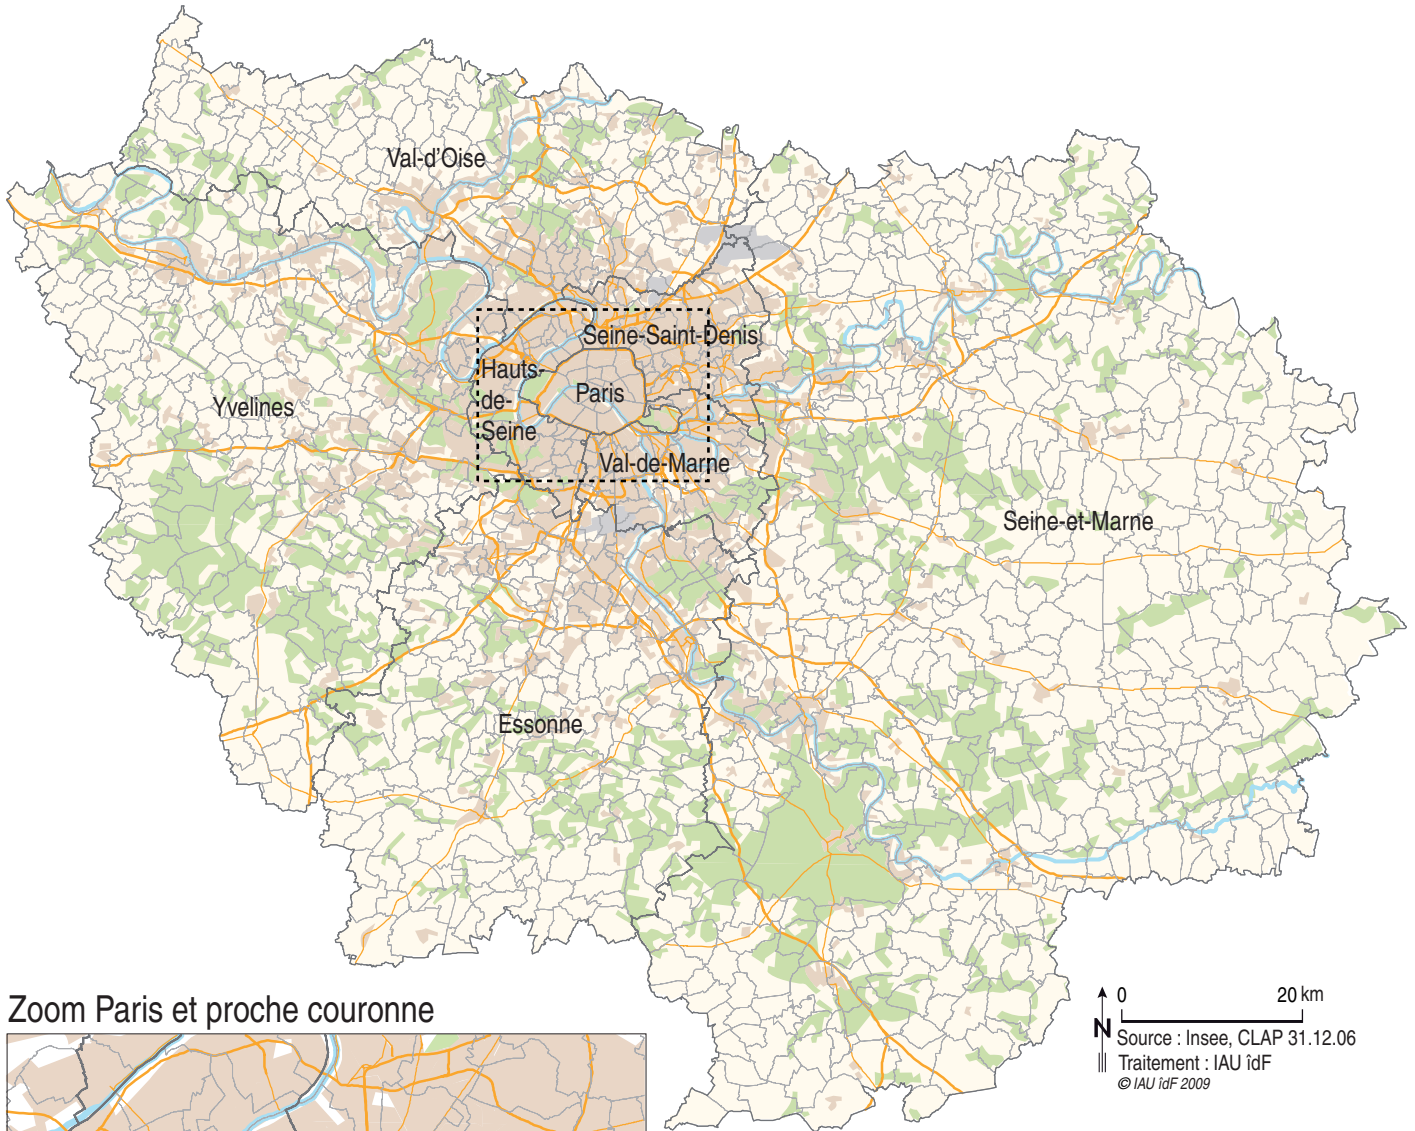 Val-d'Oise
Seine-Saint-Denis
Hauts-
de-
Seine
Paris
Yvelines
Val-de-Marne
Seine-et-Marne
Essonne
Zoom Paris et proche couronne
0 20 km
N
Source : Insee, CLAP 31.12.06
Traitement : IAU îdF
© IAU îdF 2009